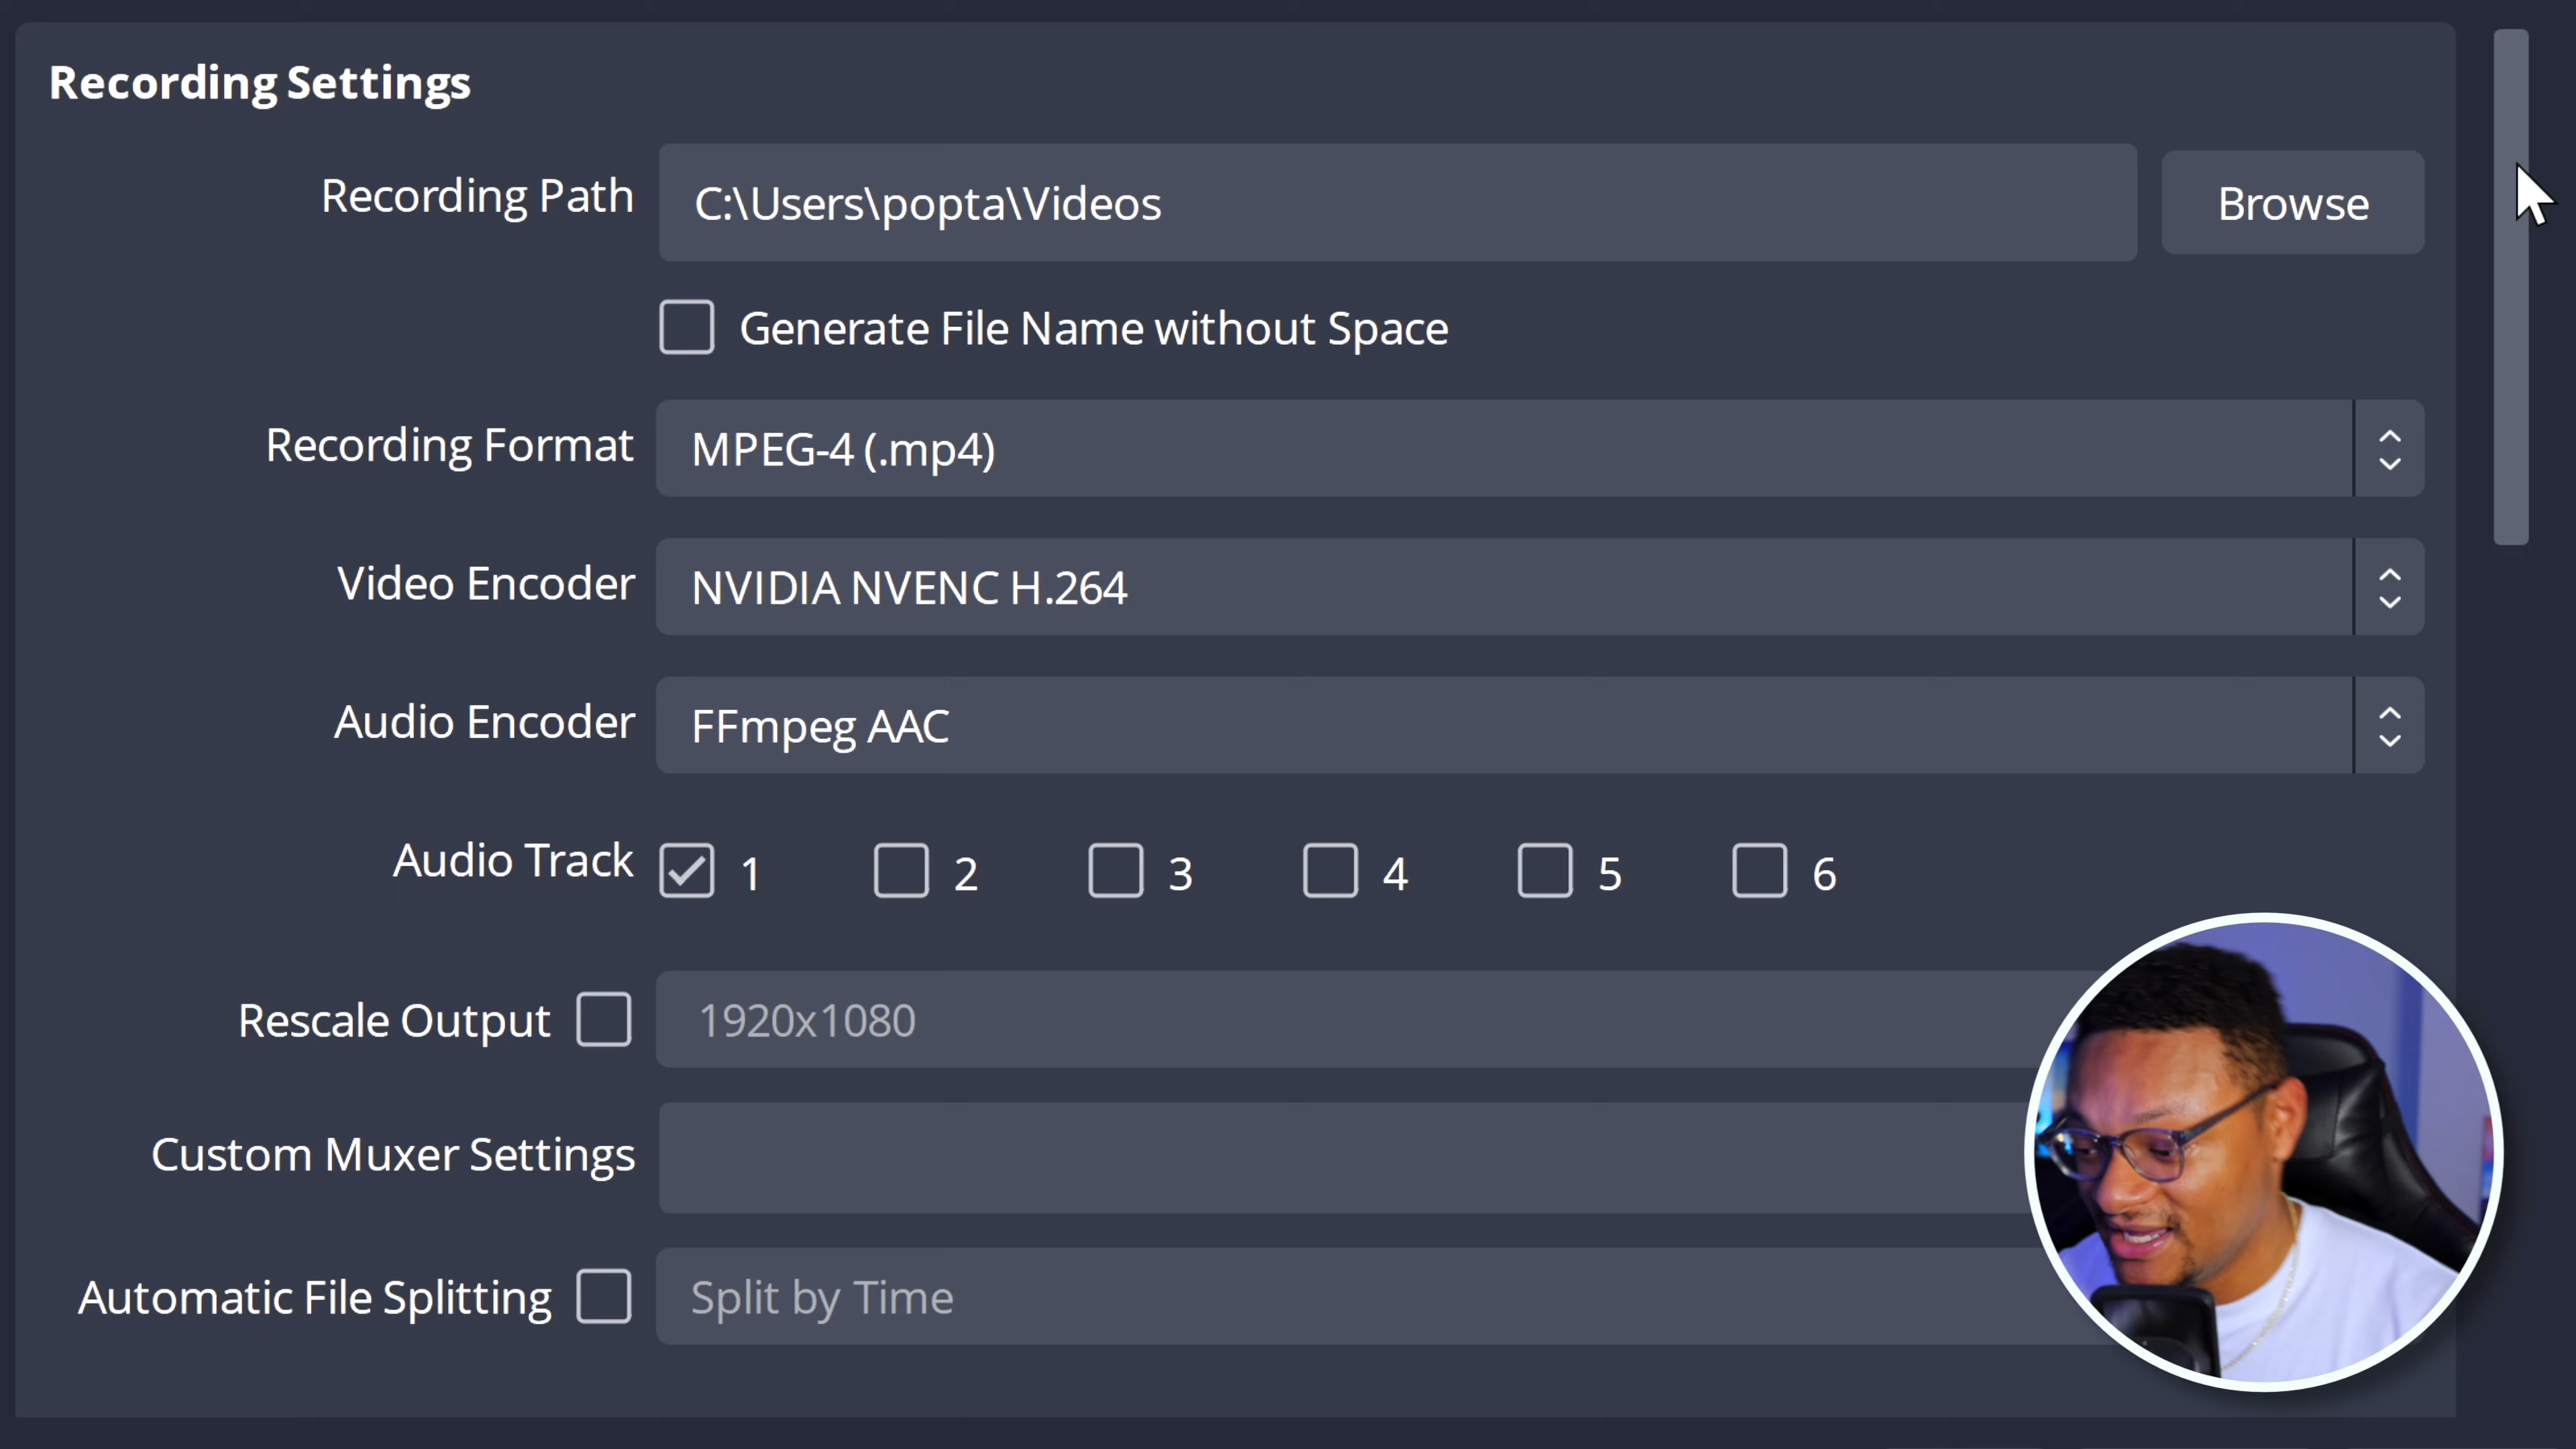 Recording Settings
Recording Path C:\Users\popta\Videos Browse
Generate File Name without Space
Recording Format MPEG-4 (.mp4)
Video Encoder NVIDIA NVENC H.264
Audio Encoder FFmpeg AAC
Audio Track 1 2 3 4 5 6
Rescale Output 1920x1080
Custom Muxer Settings
Automatic File Splitting Split by Time